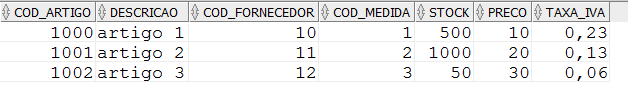 COD_ARTIGO DESCRICAO COD_FORNECEDOR COD_MEDIDA STOCK PRECO TAXA_IVA
1000 artigo 1 10 1 500 10 0,23
1001 artigo 2 11 2 1000 20 0,13
1002 artigo 3 12 3 50 30 0,06